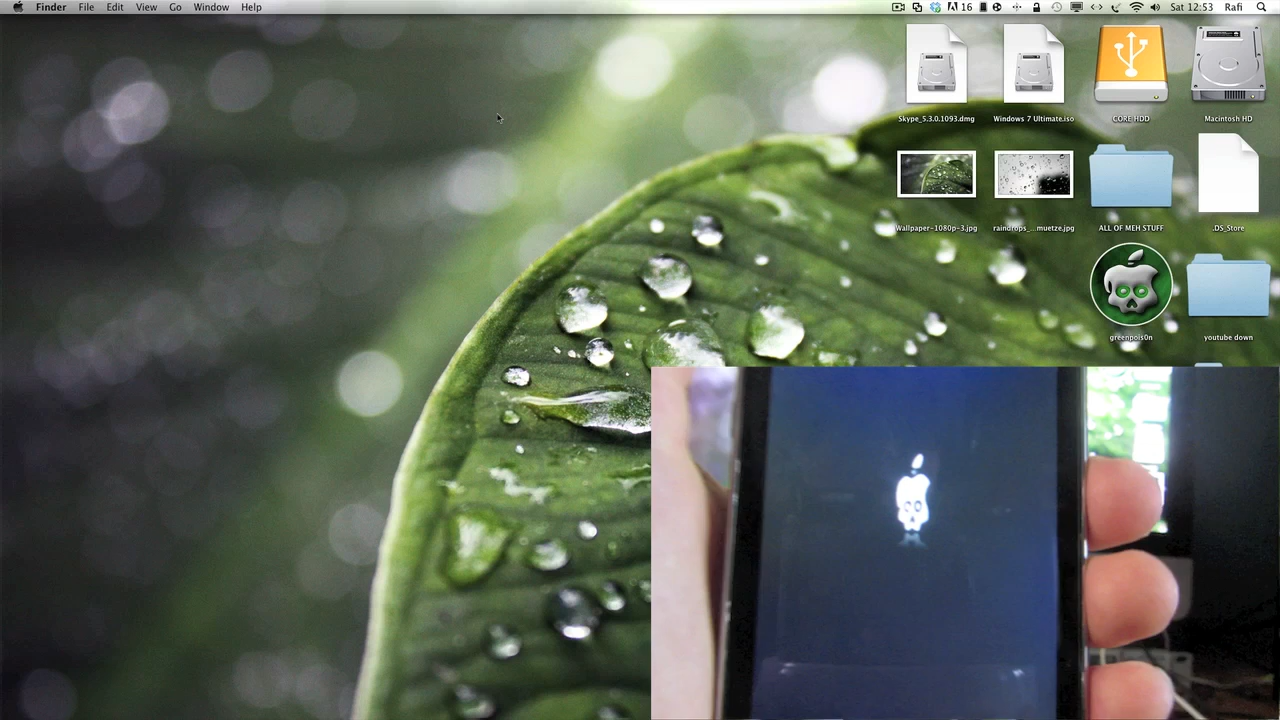 Finder File Edit View Go Window Help 16 Sat 12:53 Rafi
Skype_5.3.0.1093.dmg Windows 7 Ultimate.iso CORE HDD Macintosh HD
Wallpaper-1080p-3.jpg raindrops_...muetze.jpg ALL OF MEH STUFF .DS_Store
greenpois0n youtube down